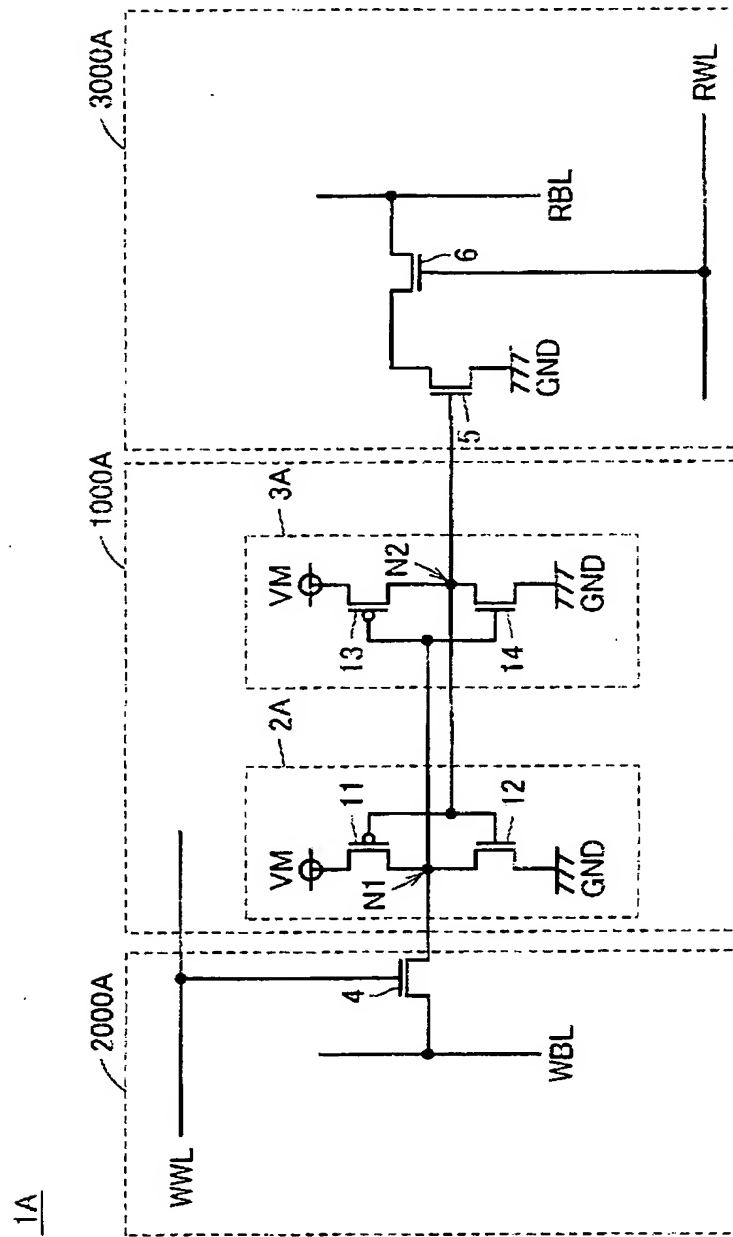 1A
2000A
1000A
3000A
WWL
2A
3A
VM
VM
11
13
N1
N2
4
12
14
5
6
WBL
GND
GND
GND
RBL
RWL